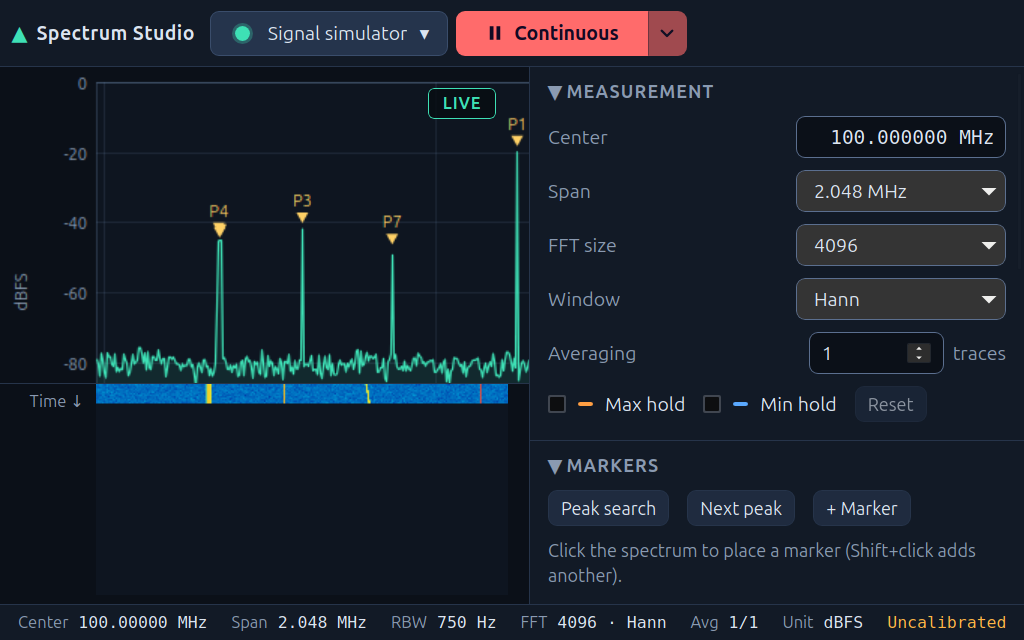 Spectrum Studio
Signal simulator ▼
Continuous
0
-20
-40
-60
-80
dBFS
LIVE
P1
P3
P4
P7
Time ↓
▼ MEASUREMENT
Center 100.000000 MHz
Span 2.048 MHz
FFT size 4096
Window Hann
Averaging 1 traces
Max hold Min hold Reset
▼ MARKERS
Peak search Next peak + Marker
Click the spectrum to place a marker (Shift+click adds
another).
Center 100.00000 MHz Span 2.048 MHz RBW 750 Hz FFT 4096 · Hann Avg 1/1 Unit dBFS Uncalibrated